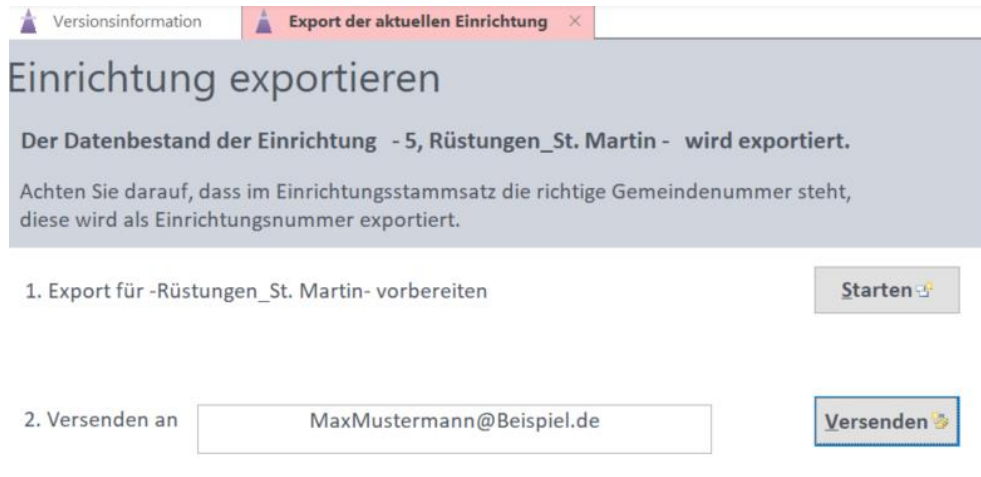 Versionsinformation
Export der aktuellen Einrichtung
Einrichtung exportieren
Der Datenbestand der Einrichtung - 5, Rüstungen_St. Martin - wird exportiert.
Achten Sie darauf, dass im Einrichtungsstammsatz die richtige Gemeindenummer steht,
diese wird als Einrichtungsnummer exportiert.
1. Export für -Rüstungen_St. Martin- vorbereiten
Starten
2. Versenden an
MaxMustermann@Beispiel.de
Versenden